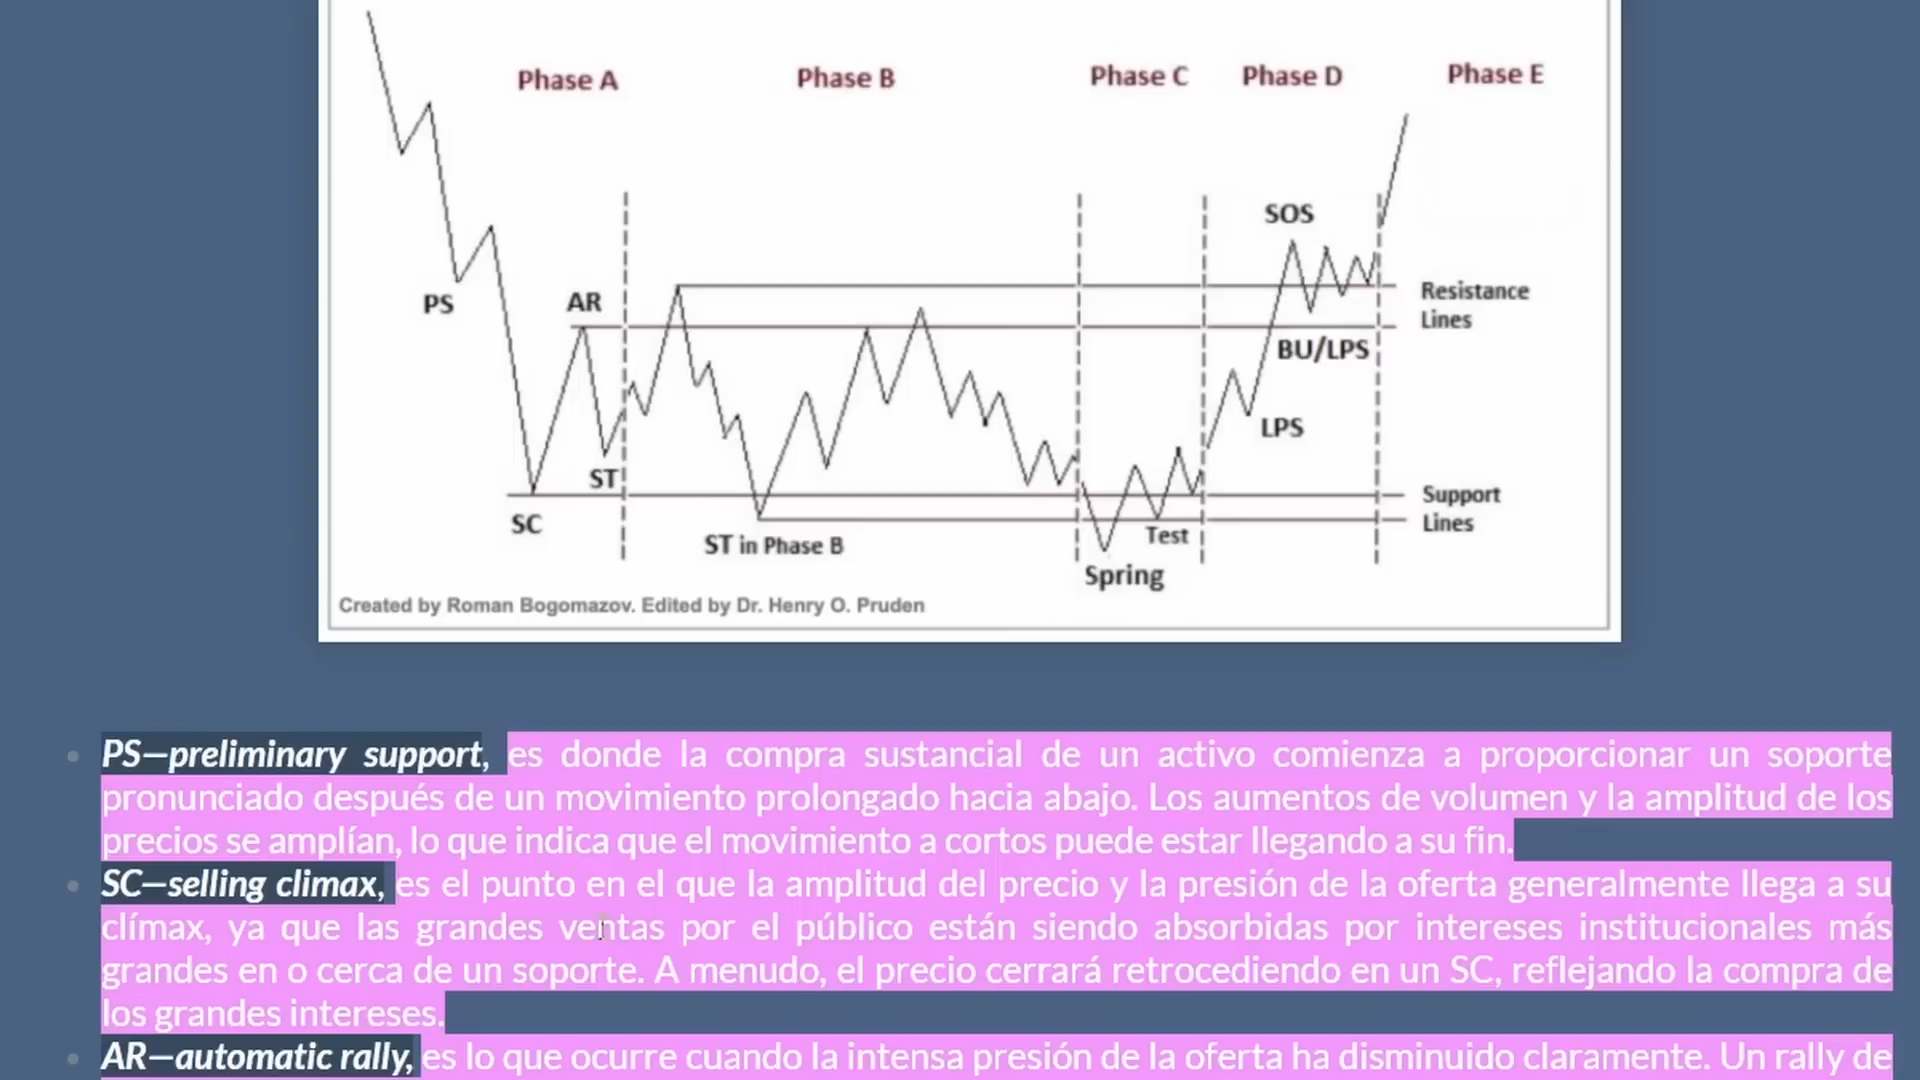 Phase A Phase B Phase C Phase D Phase E
SOS
PS
AR
Resistance
Lines
BU/LPS
LPS
ST
Support
Lines
SC
ST in Phase B
Test
Spring
Created by Roman Bogomazov. Edited by Dr. Henry O. Pruden
PS—preliminary support, es donde la compra sustancial de un activo comienza a proporcionar un soporte
pronunciado después de un movimiento prolongado hacia abajo. Los aumentos de volumen y la amplitud de los
precios se amplían, lo que indica que el movimiento a cortos puede estar llegando a su fin.
SC—selling climax, es el punto en el que la amplitud del precio y la presión de la oferta generalmente llega a su
clímax, ya que las grandes ventas por el público están siendo absorbidas por intereses institucionales más
grandes en o cerca de un soporte. A menudo, el precio cerrará retrocediendo en un SC, reflejando la compra de
los grandes intereses.
AR—automatic rally, es lo que ocurre cuando la intensa presión de la oferta ha disminuido claramente. Un rally de